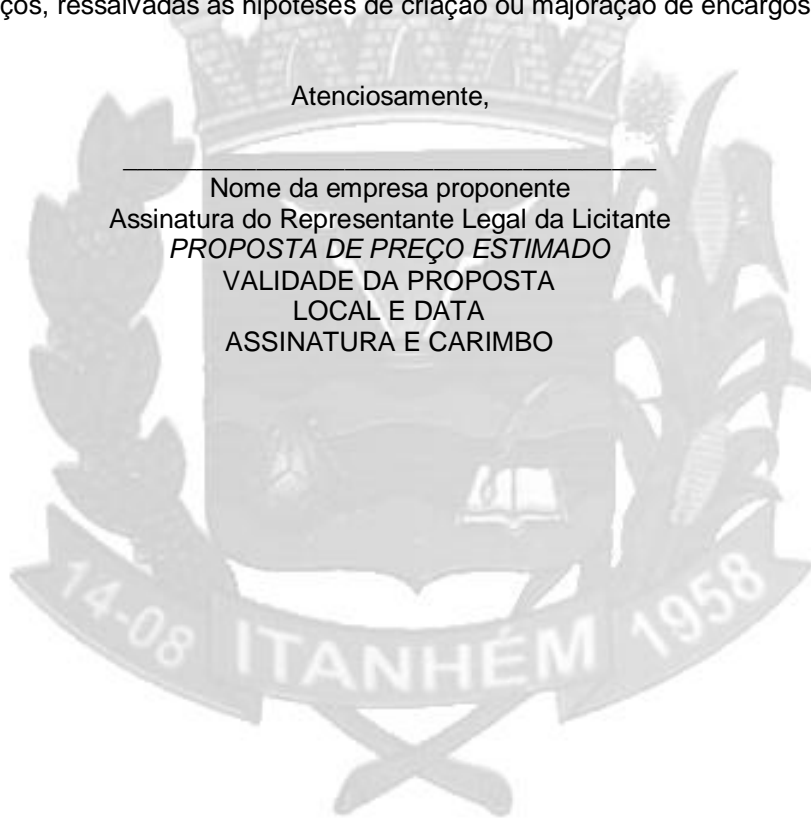 ços, ressalvadas as hipóteses de criação ou majoração de encargos
Atenciosamente,
______________________________________
Nome da empresa proponente
Assinatura do Representante Legal da Licitante
PROPOSTA DE PREÇO ESTIMADO
VALIDADE DA PROPOSTA
LOCAL E DATA
ASSINATURA E CARIMBO
14-08 ITANHÉM 1958